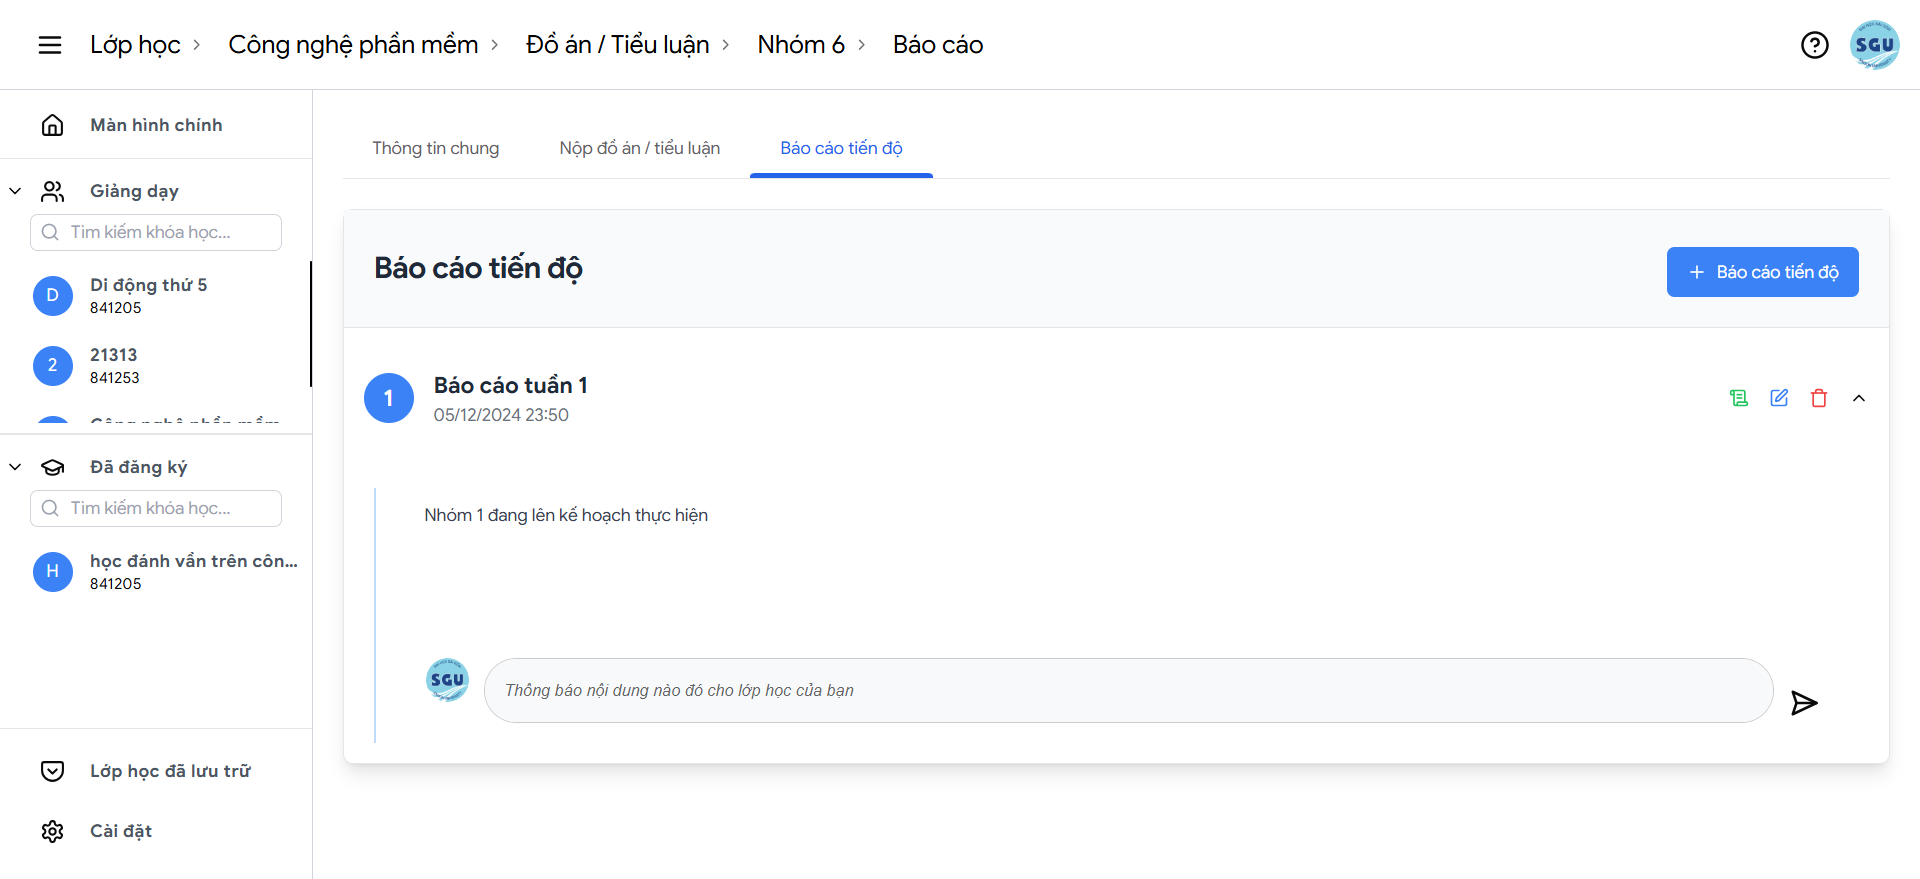 Lớp học > Công nghệ phần mềm > Đồ án / Tiểu luận > Nhóm 6 > Báo cáo
SGU
Màn hình chính
Giảng dạy
Tìm kiếm khóa học...
D
Di động thứ 5
841205
2
21313
841253
Công nghệ phần mềm
Đã đăng ký
Tìm kiếm khóa học...
H
học đánh vần trên côn...
841205
Lớp học đã lưu trữ
Cài đặt
Thông tin chung
Nộp đồ án / tiểu luận
Báo cáo tiến độ
Báo cáo tiến độ
+ Báo cáo tiến độ
1
Báo cáo tuần 1
05/12/2024 23:50
Nhóm 1 đang lên kế hoạch thực hiện
SGU
Thông báo nội dung nào đó cho lớp học của bạn